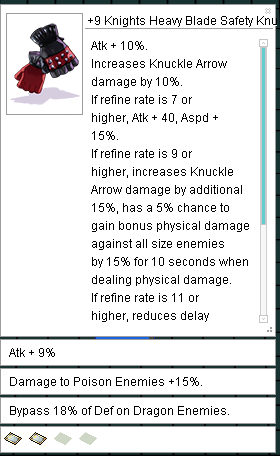 +9 Knights Heavy Blade Safety Knu
Atk + 10%.
Increases Knuckle Arrow
damage by 10%.
If refine rate is 7 or
higher, Atk + 40, Aspd +
15%.
If refine rate is 9 or
higher, increases Knuckle
Arrow damage by additional
15%, has a 5% chance to
gain bonus physical damage
against all size enemies
by 15% for 10 seconds when
dealing physical damage.
If refine rate is 11 or
higher, reduces delay
Atk + 9%
Damage to Poison Enemies +15%.
Bypass 18% of Def on Dragon Enemies.